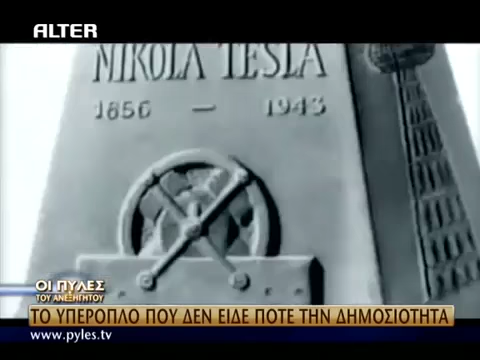 ALTER
NIKOLA TESLA
1856 — 1943
ΟΙ ΠΥΛΕΣ
ΤΟΥ ΑΝΕΞΗΓΗΤΟΥ
ΤΟ ΥΠΕΡΟΠΛΟ ΠΟΥ ΔΕΝ ΕΙΔΕ ΠΟΤΕ ΤΗΝ ΔΗΜΟΣΙΟΤΗΤΑ
www.pyles.tv